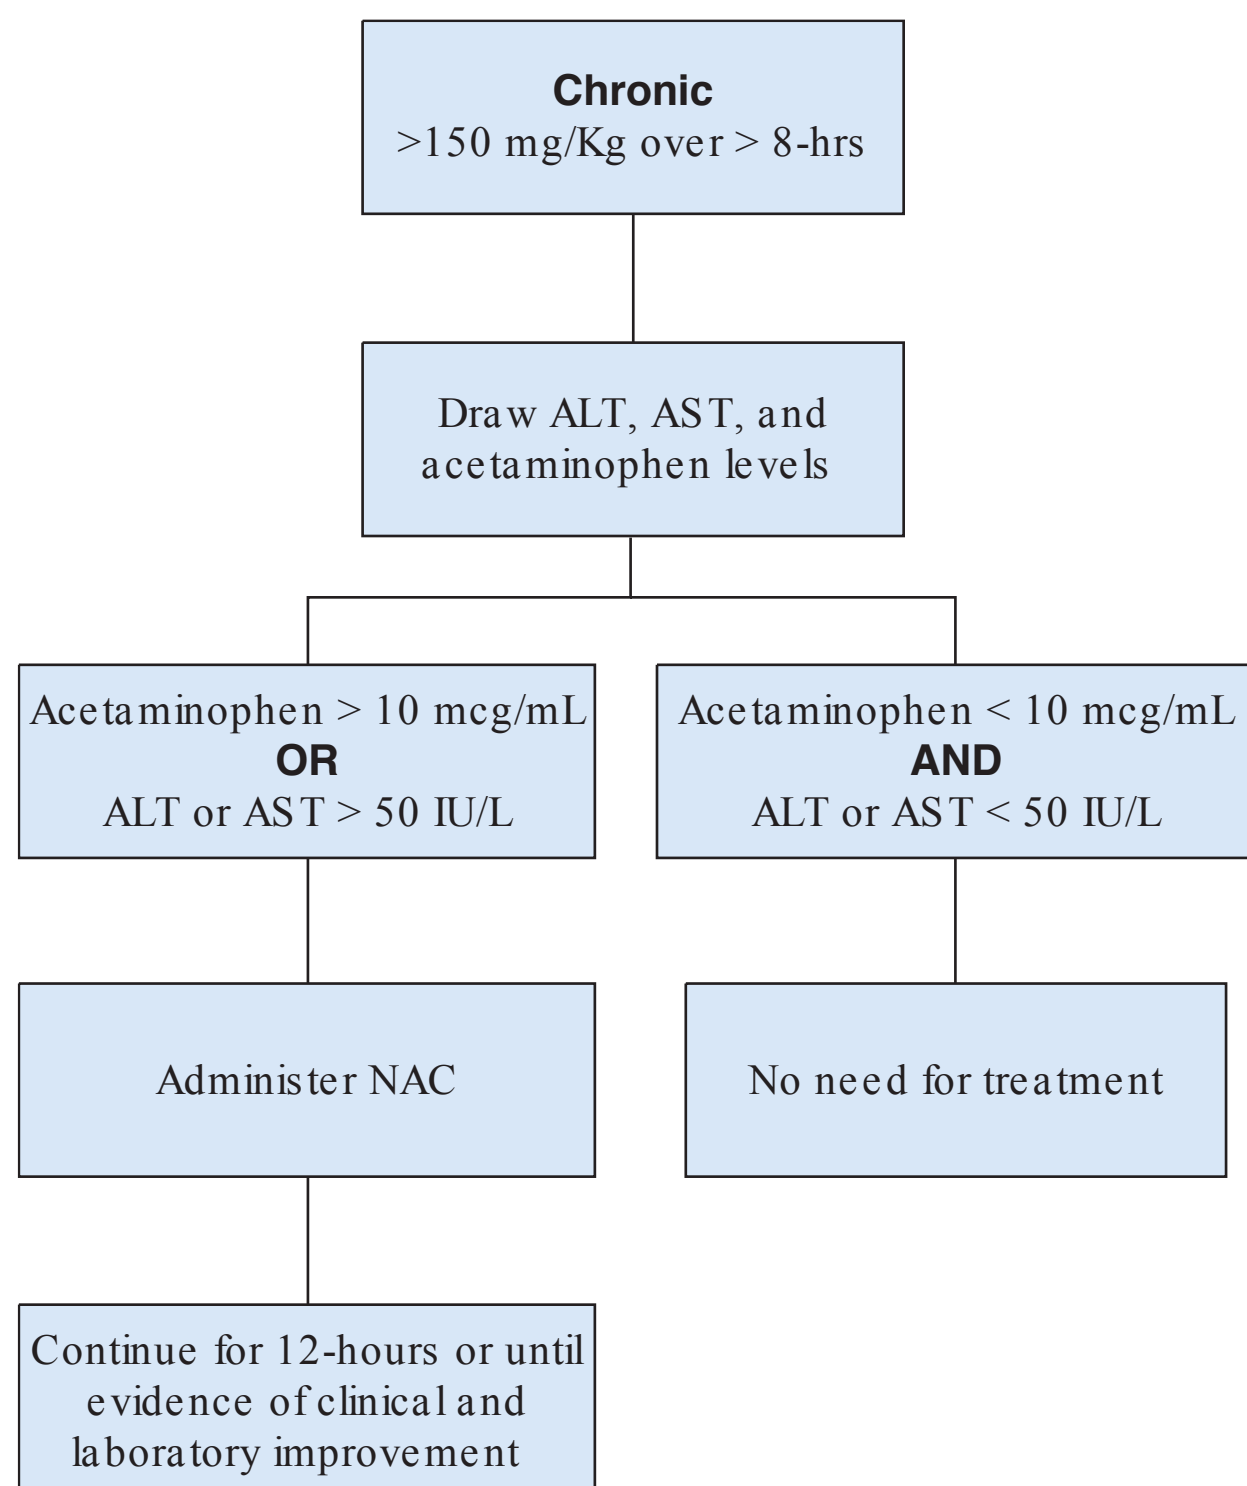 Chronic
>150 mg/Kg over > 8-hrs
Draw ALT, AST, and
acetaminophen levels
Acetaminophen > 10 mcg/mL
OR
ALT or AST > 50 IU/L
Acetaminophen < 10 mcg/mL
AND
ALT or AST < 50 IU/L
Administer NAC
No need for treatment
Continue for 12-hours or until
evidence of clinical and
laboratory improvement